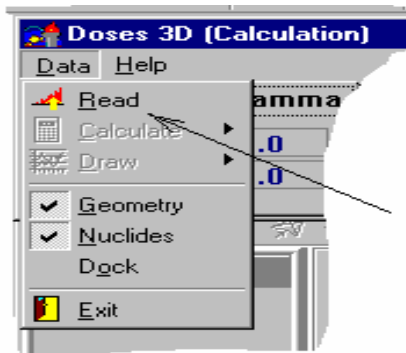 Doses 3D (Calculation)
Data Help
Read
amma
Calculate
.0
Draw
.0
Geometry
Nuclides
Dock
Exit